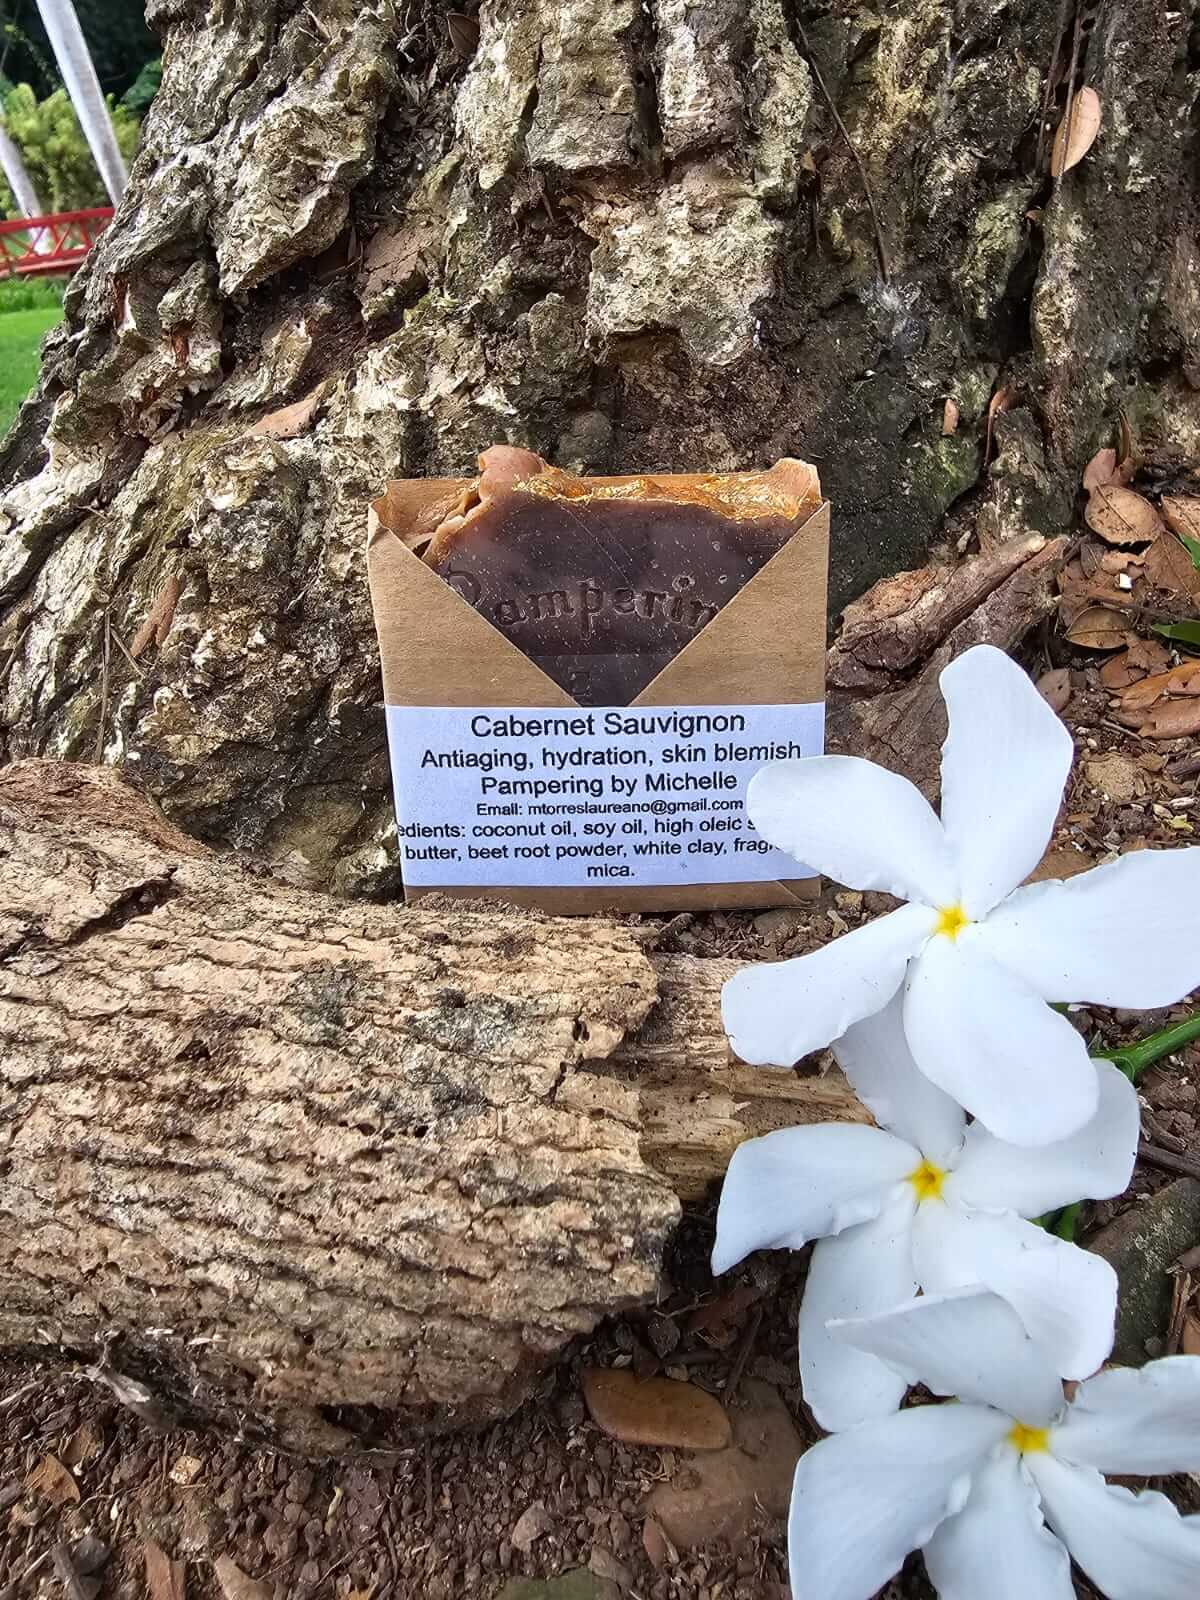 Pamperin
Cabernet Sauvignon
Antiaging, hydration, skin blemish
Pampering by Michelle
Email: mtorreslaureano@gmail.com
edients: coconut oil, soy oil, high oleic s
butter, beet root powder, white clay, frag
mica.